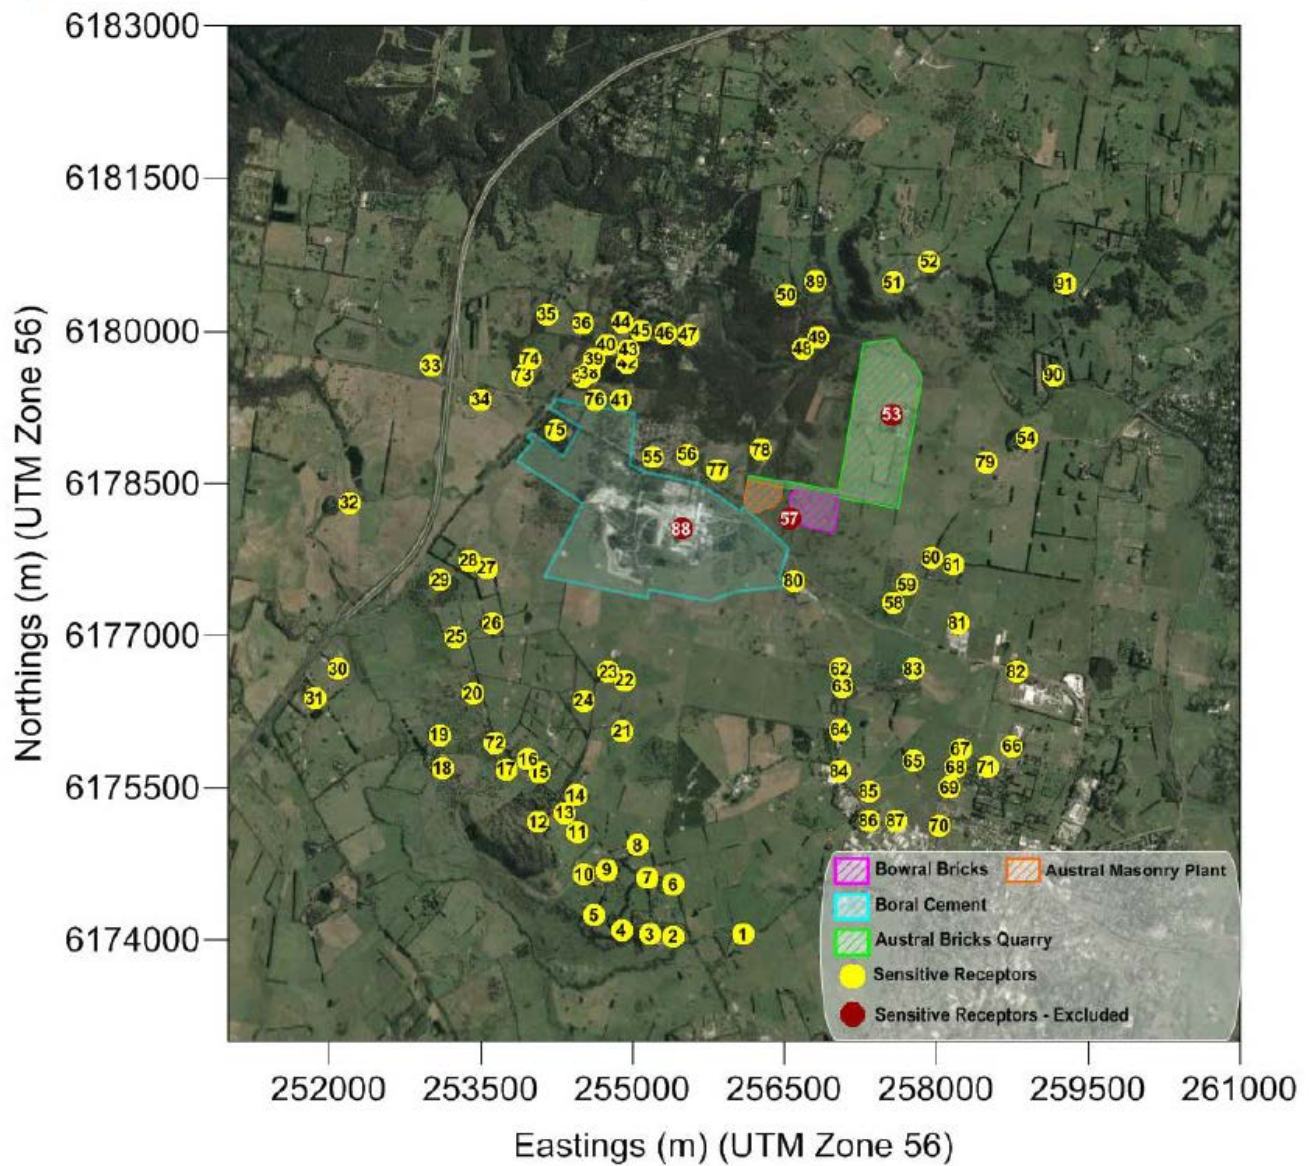 6183000
6181500
6180000
6178500
6177000
6175500
6174000
Northings (m) (UTM Zone 56)
52
89 51 91
50
35 36 44 45 46 47
49
40 43 48
33 74 39 42
73 38 90
34 76 41
53
75 54
55 56 78
77 79
32
57
88
28 27 60 61
29 80 59
58
26 81
25
30 23 62 83 82
22 63
31 20 24
19 21 64
72 67 66
18 17 16 15 84 65 68 71
14 85 69
13
12 11 86 87 70
8
10 9 7 6
5
4 3 2 1
Bowral Bricks Austral Masonry Plant
Boral Cement
Austral Bricks Quarry
Sensitive Receptors
Sensitive Receptors - Excluded
252000 253500 255000 256500 258000 259500 261000
Eastings (m) (UTM Zone 56)